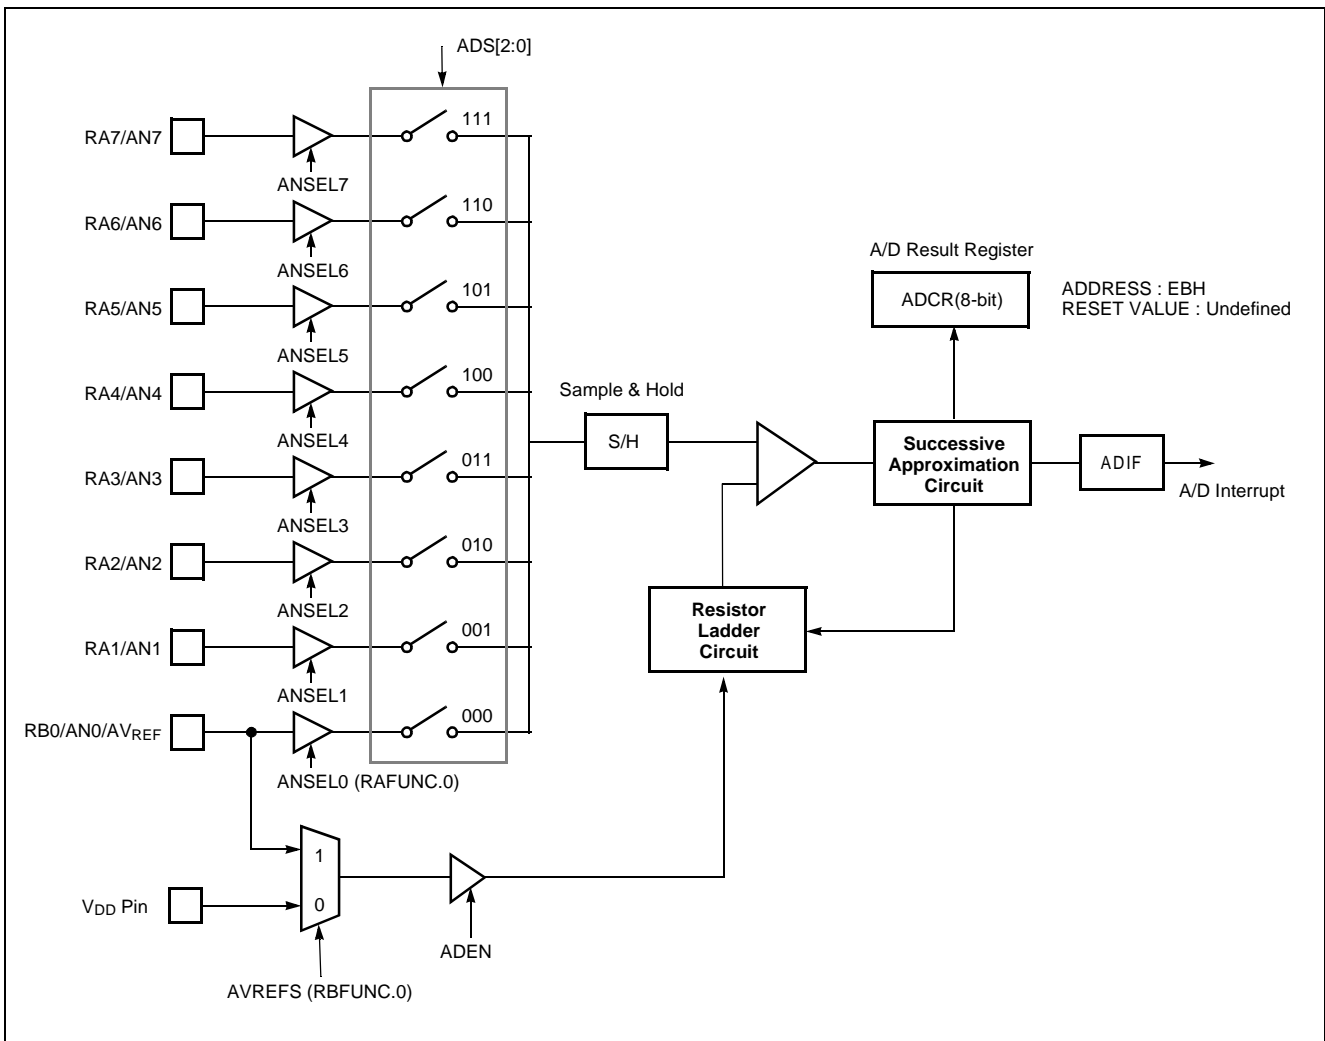 ADS[2:0]
RA7/AN7
111
ANSEL7
RA6/AN6
110
ANSEL6
RA5/AN5
101
ANSEL5
RA4/AN4
100
ANSEL4
RA3/AN3
011
ANSEL3
RA2/AN2
010
ANSEL2
RA1/AN1
001
ANSEL1
RB0/AN0/AVREF
000
ANSEL0 (RAFUNC.0)
1
VDD Pin
0
ADEN
AVREFS (RBFUNC.0)
Sample & Hold
S/H
A/D Result Register
ADCR(8-bit)
ADDRESS : EBH
RESET VALUE : Undefined
Successive
Approximation
Circuit
ADIF
A/D Interrupt
Resistor
Ladder
Circuit